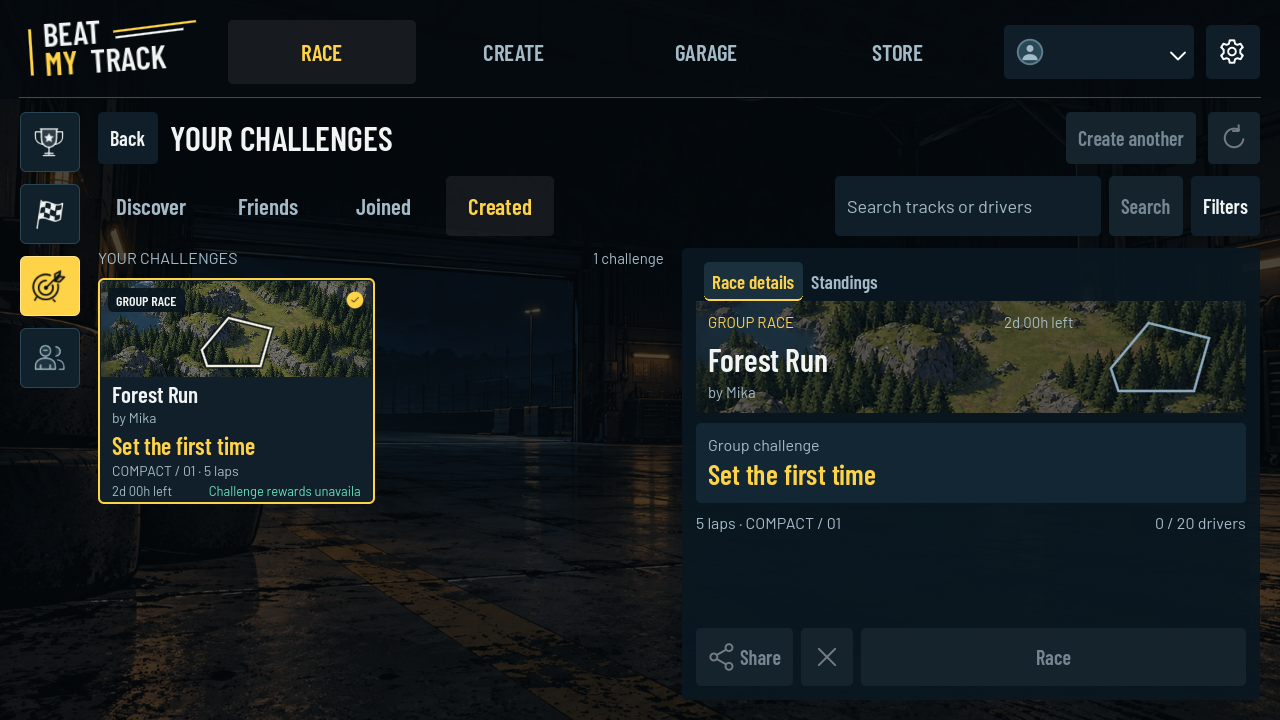 BEAT
MY TRACK
RACE
CREATE
GARAGE
STORE
Back
YOUR CHALLENGES
Create another
Discover
Friends
Joined
Created
Search tracks or drivers
Search
Filters
YOUR CHALLENGES
1 challenge
GROUP RACE
Forest Run
by Mika
Set the first time
COMPACT / 01 · 5 laps
2d 00h left
Challenge rewards unavaila
Race details
Standings
GROUP RACE
2d 00h left
Forest Run
by Mika
Group challenge
Set the first time
5 laps · COMPACT / 01
0 / 20 drivers
Share
Race